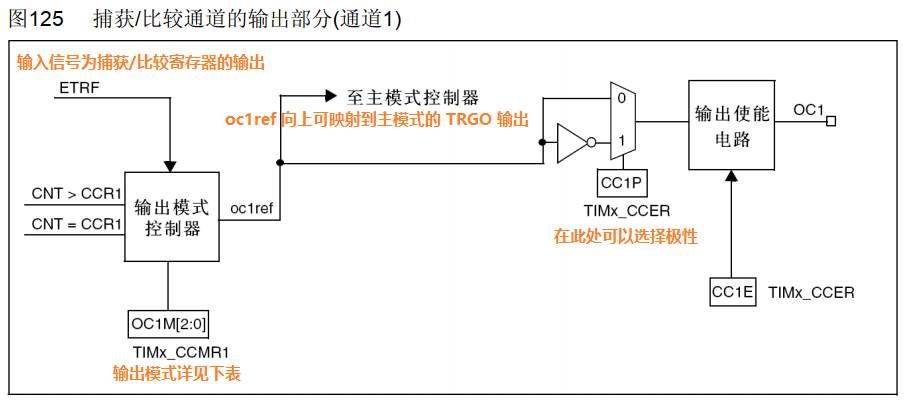 图125 捕获/比较通道的输出部分(通道1)
输入信号为捕获/比较寄存器的输出
ETRF
至主模式控制器
oc1ref 向上可映射到主模式的 TRGO 输出
0
1
输出使能
电路
OC1
CNT > CCR1
CNT = CCR1
输出模式
控制器
oc1ref
CC1P
TIMx_CCER
在此处可以选择极性
CC1E
TIMx_CCER
OC1M[2:0]
TIMx_CCMR1
输出模式详见下表